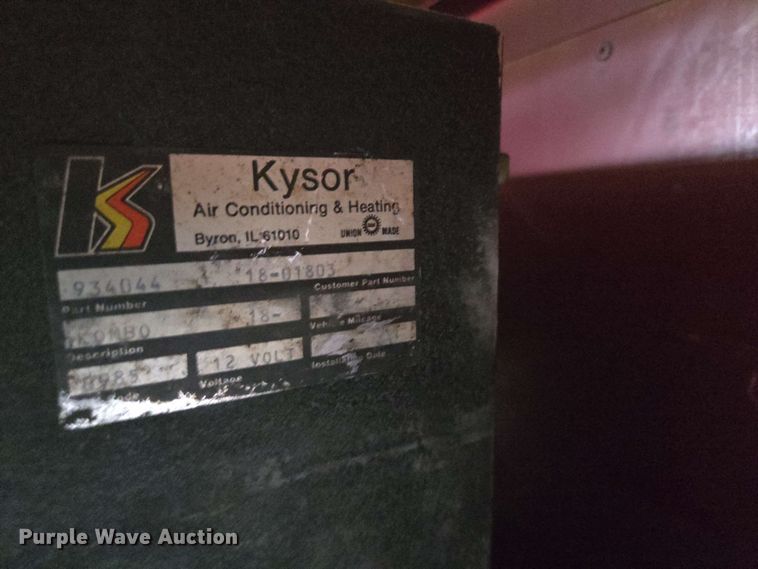 Kysor
Air Conditioning & Heating
Byron, IL 61010 UNION MADE
934044 18-01803
Part Number Customer Part Number
KOMBO 18-
Description Vehicle Mileage
12 VOLT
Voltage Installation Date
Purple Wave Auction